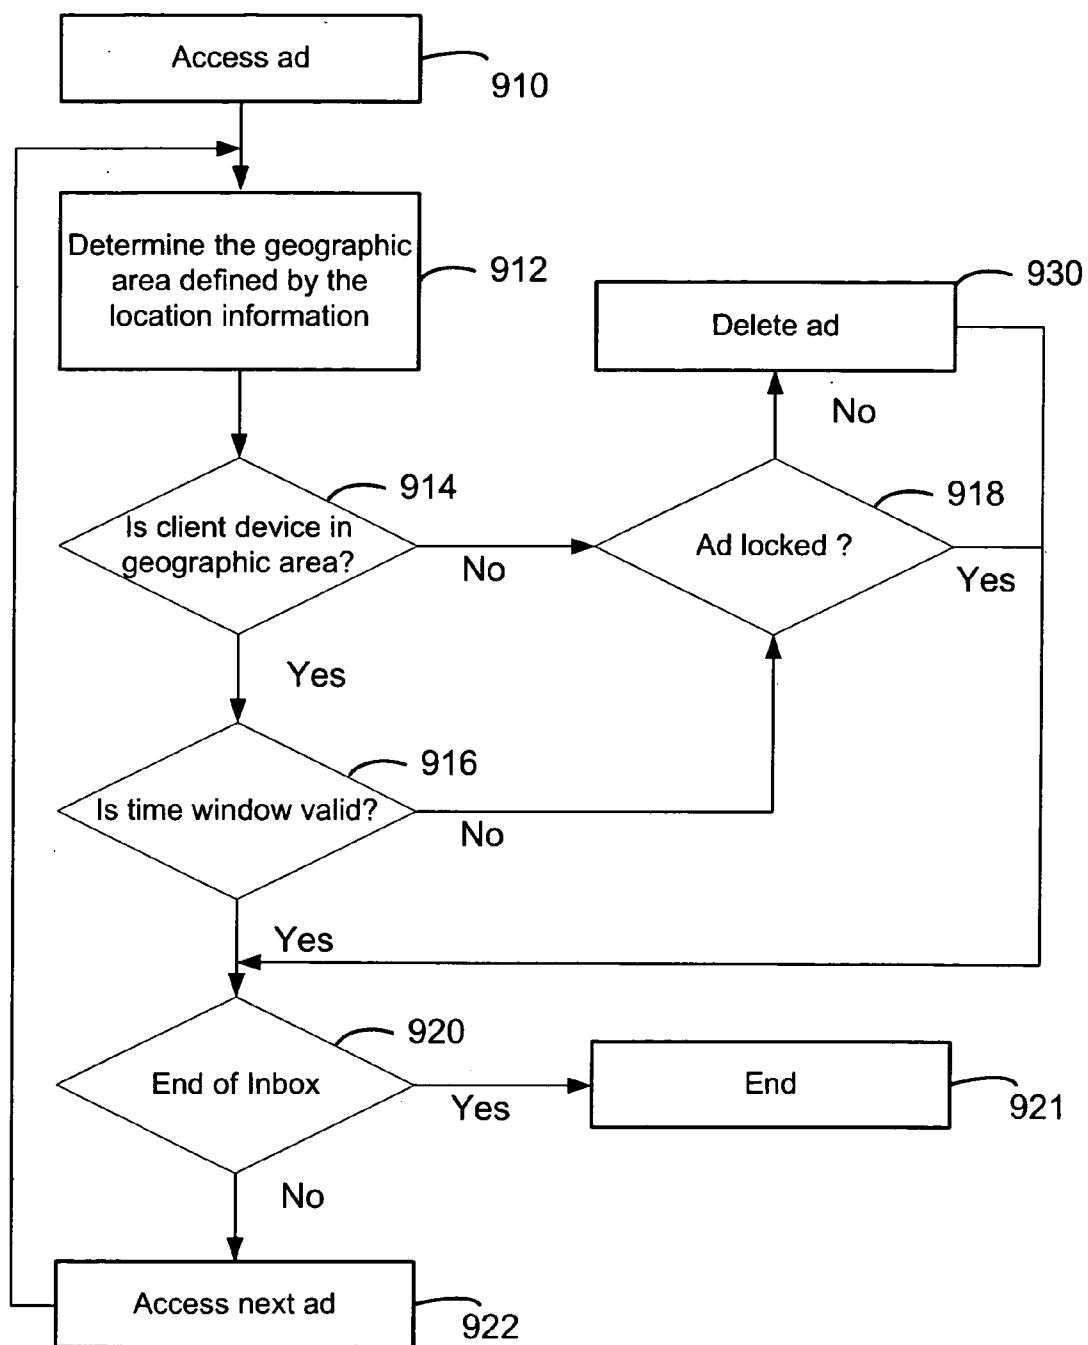 Access ad
910
Determine the geographic
area defined by the
location information
912
930
Delete ad
No
914
Is client device in
geographic area?
No
918
Ad locked ?
Yes
Yes
916
Is time window valid?
No
Yes
920
End of Inbox
Yes
End
921
No
Access next ad
922